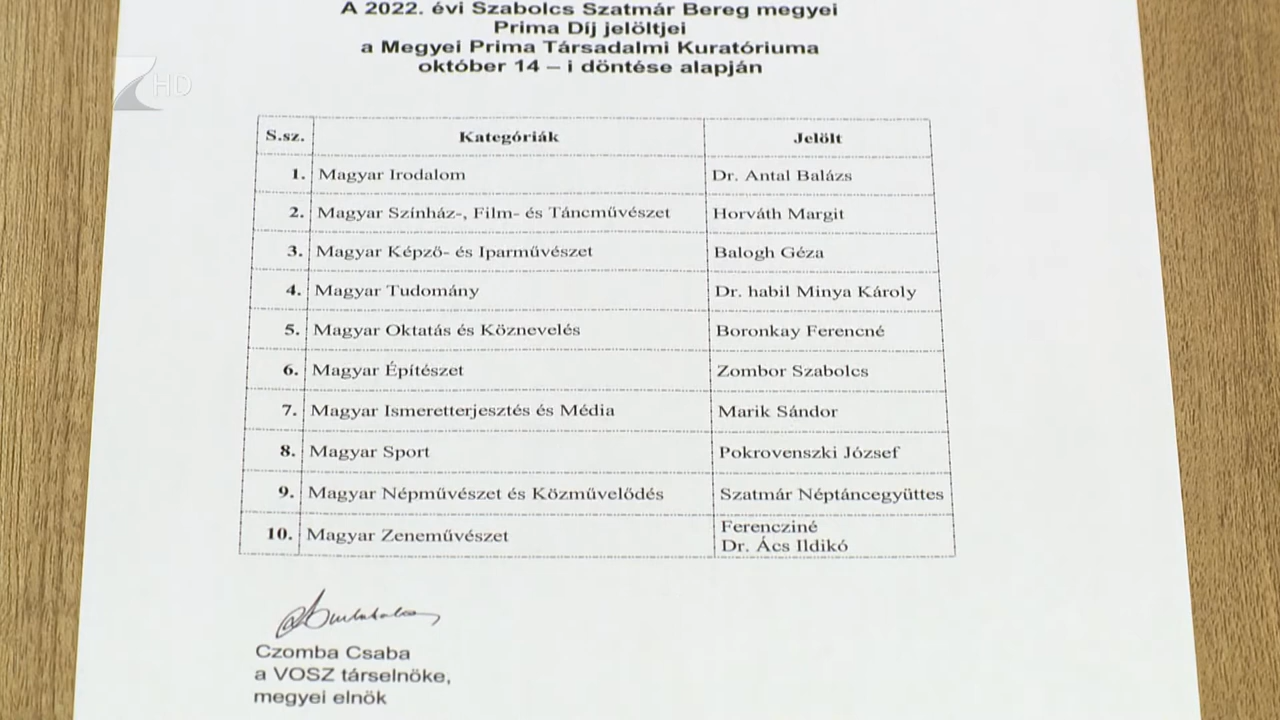 A 2022. évi Szabolcs Szatmár Bereg megyei
Prima Díj jelöltjei
a Megyei Prima Társadalmi Kuratóriuma
október 14 – i döntése alapján
HD
S.sz. Kategóriák Jelölt
1. Magyar Irodalom Dr. Antal Balázs
2. Magyar Színház-, Film- és Táncművészet Horváth Margit
3. Magyar Képző- és Iparművészet Balogh Géza
4. Magyar Tudomány Dr. habil Minya Károly
5. Magyar Oktatás és Köznevelés Boronkay Ferencné
6. Magyar Építészet Zombor Szabolcs
7. Magyar Ismeretterjesztés és Média Marik Sándor
8. Magyar Sport Pokrovenszki József
9. Magyar Népművészet és Közművelődés Szatmár Néptáncegyüttes
10. Magyar Zeneművészet Ferencziné
Dr. Ács Ildikó
Czomba Csaba
a VOSZ társelnöke,
megyei elnök